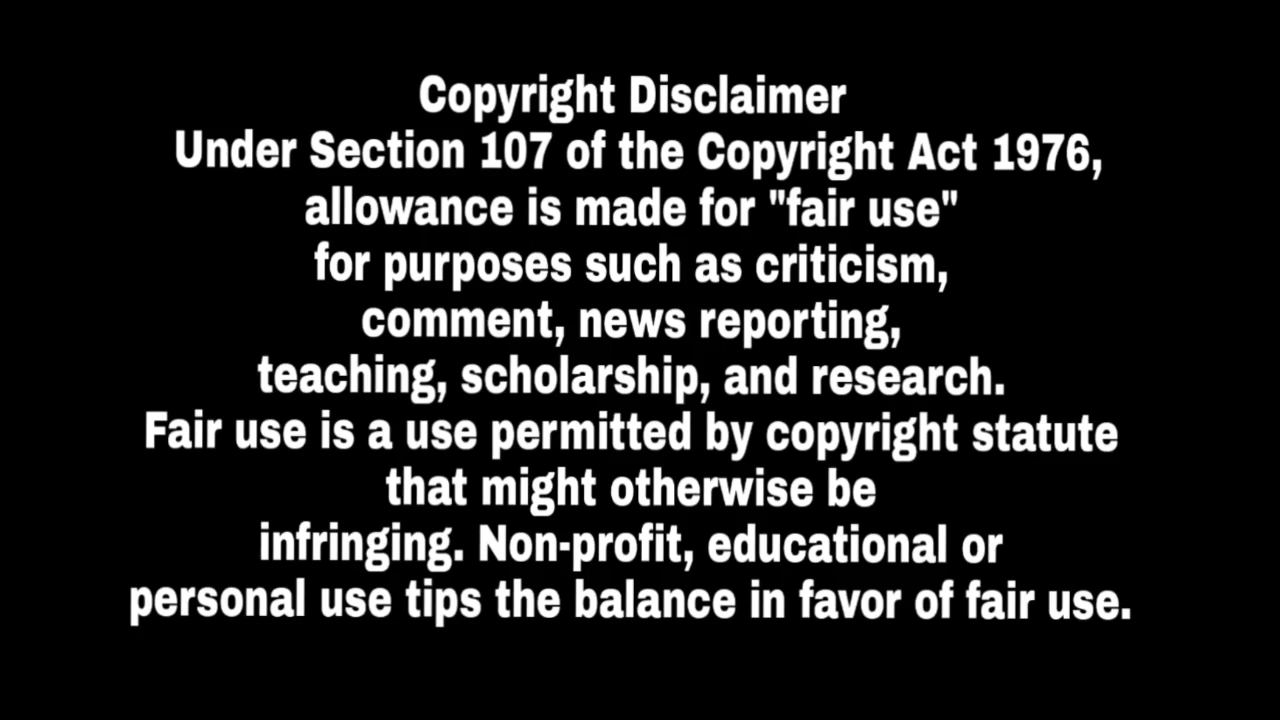 Copyright Disclaimer
Under Section 107 of the Copyright Act 1976,
allowance is made for "fair use"
for purposes such as criticism,
comment, news reporting,
teaching, scholarship, and research.
Fair use is a use permitted by copyright statute
that might otherwise be
infringing. Non-profit, educational or
personal use tips the balance in favor of fair use.